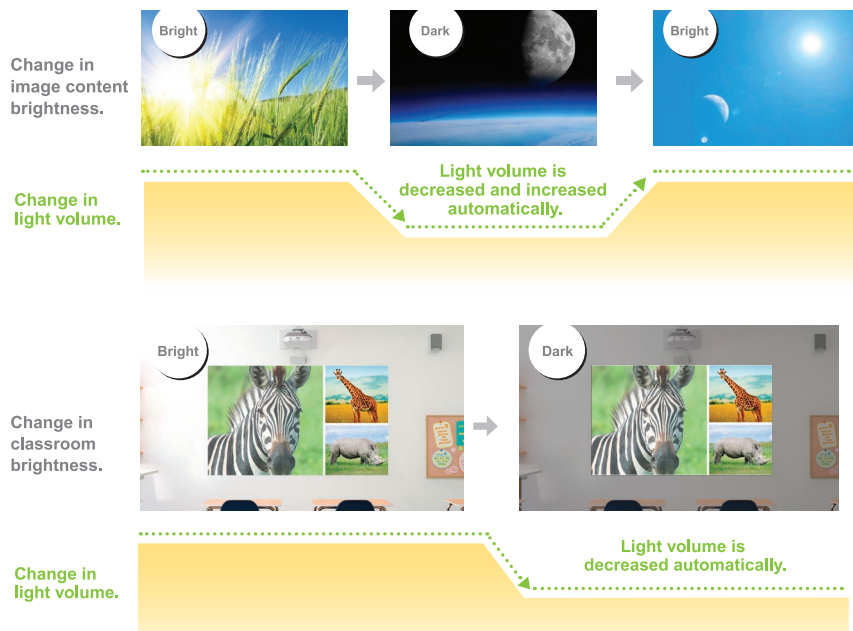 Bright
Dark
Bright
Change in
image content
brightness.
Light volume is
decreased and increased
automatically.
Change in
light volume.
Bright
Dark
Change in
classroom
brightness.
Light volume is
decreased automatically.
Change in
light volume.